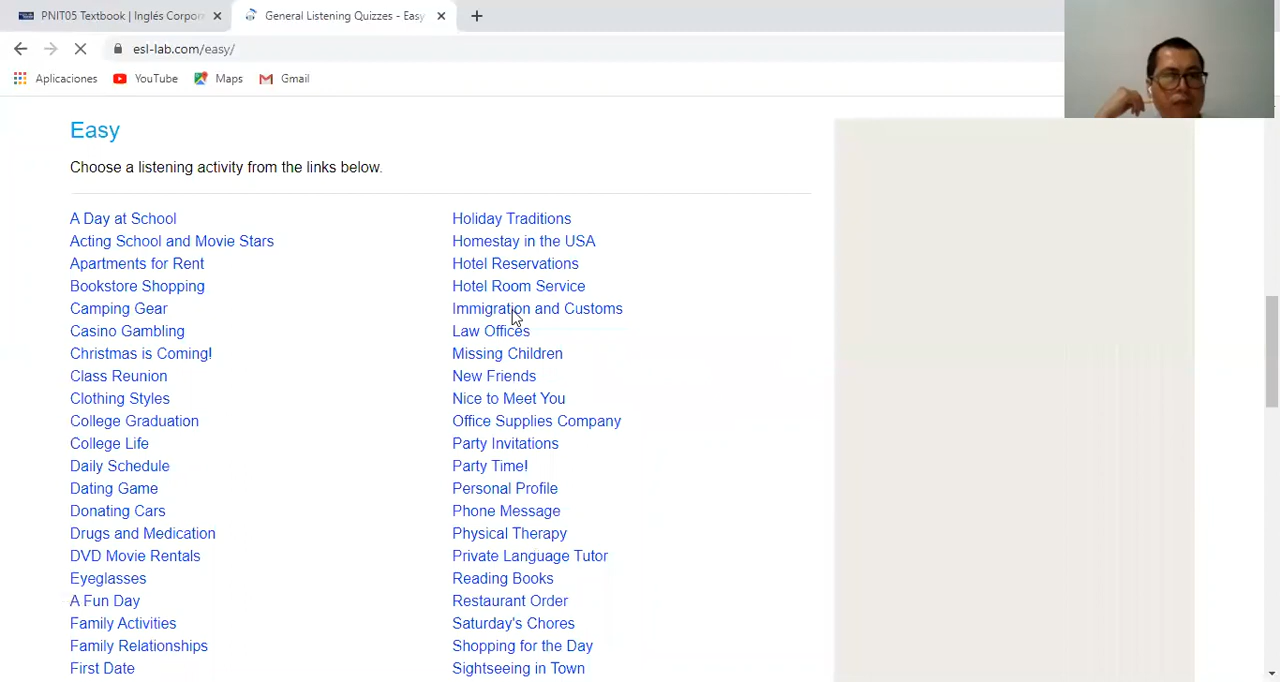 PNIT05 Textbook | Inglés Corpor
General Listening Quizzes - Easy
esl-lab.com/easy/
Aplicaciones
YouTube
Maps
Gmail
Easy
Choose a listening activity from the links below.
A Day at School
Acting School and Movie Stars
Apartments for Rent
Bookstore Shopping
Camping Gear
Casino Gambling
Christmas is Coming!
Class Reunion
Clothing Styles
College Graduation
College Life
Daily Schedule
Dating Game
Donating Cars
Drugs and Medication
DVD Movie Rentals
Eyeglasses
A Fun Day
Family Activities
Family Relationships
First Date
Holiday Traditions
Homestay in the USA
Hotel Reservations
Hotel Room Service
Immigration and Customs
Law Offices
Missing Children
New Friends
Nice to Meet You
Office Supplies Company
Party Invitations
Party Time!
Personal Profile
Phone Message
Physical Therapy
Private Language Tutor
Reading Books
Restaurant Order
Saturday's Chores
Shopping for the Day
Sightseeing in Town